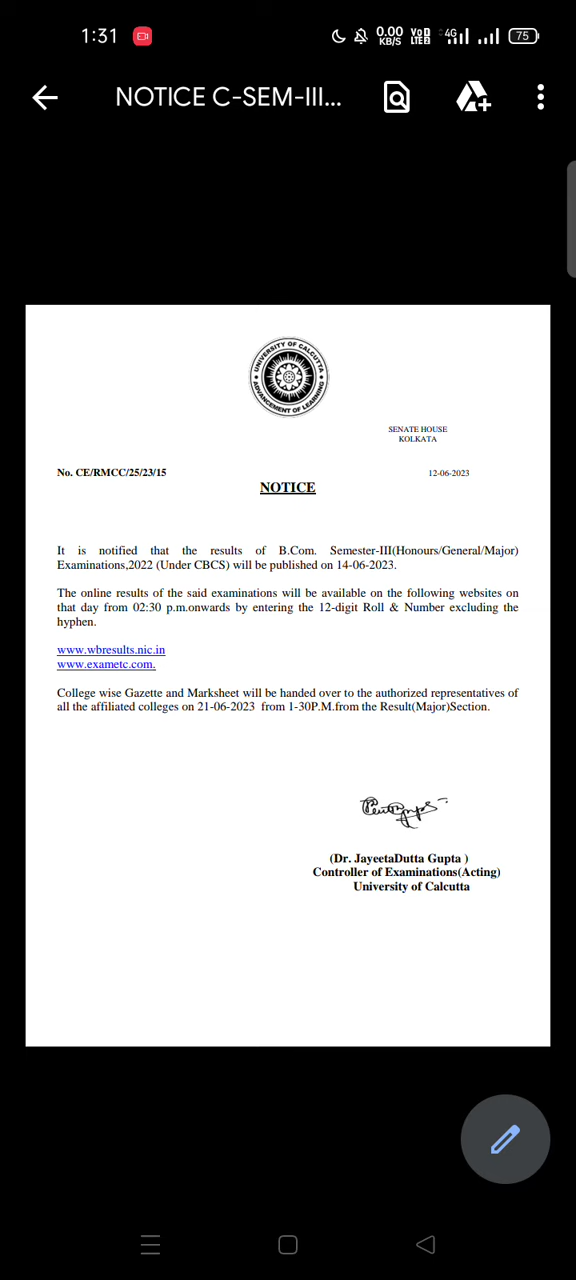 1:31 0.00 KB/S VoD LTE 2 4G 75
NOTICE C-SEM-III...
UNIVERSITY OF CALCUTTA
ADVANCEMENT OF LEARNING
SENATE HOUSE
KOLKATA
No. CE/RMCC/25/23/15 12-06-2023
NOTICE
It is notified that the results of B.Com. Semester-III(Honours/General/Major)
Examinations,2022 (Under CBCS) will be published on 14-06-2023.
The online results of the said examinations will be available on the following websites on
that day from 02:30 p.m.onwards by entering the 12-digit Roll & Number excluding the
hyphen.
www.wbresults.nic.in
www.exametc.com.
College wise Gazette and Marksheet will be handed over to the authorized representatives of
all the affiliated colleges on 21-06-2023 from 1-30P.M.from the Result(Major)Section.
(Dr. JayeetaDutta Gupta )
Controller of Examinations(Acting)
University of Calcutta